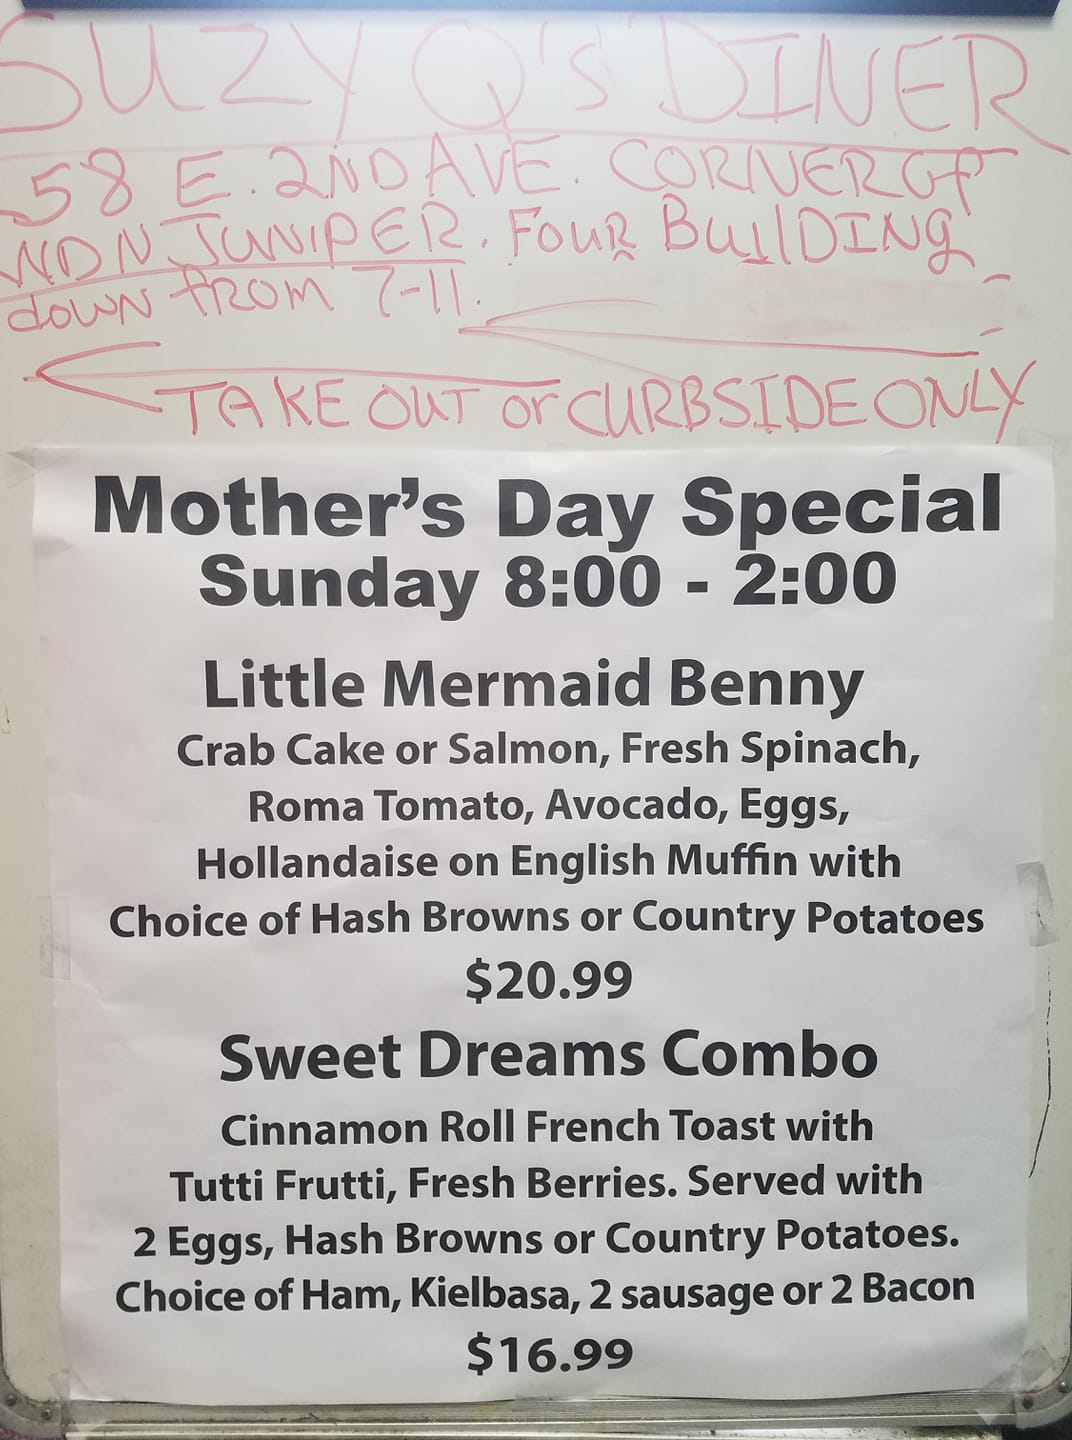 SUZY Q's DINER
58 E. 2ND AVE. CORNER OF
2ND N JUNIPER. FOUR BUILDING
down from 7-11.
TAKE OUT or CURBSIDE ONLY
Mother's Day Special
Sunday 8:00 - 2:00
Little Mermaid Benny
Crab Cake or Salmon, Fresh Spinach,
Roma Tomato, Avocado, Eggs,
Hollandaise on English Muffin with
Choice of Hash Browns or Country Potatoes
$20.99
Sweet Dreams Combo
Cinnamon Roll French Toast with
Tutti Frutti, Fresh Berries. Served with
2 Eggs, Hash Browns or Country Potatoes.
Choice of Ham, Kielbasa, 2 sausage or 2 Bacon
$16.99